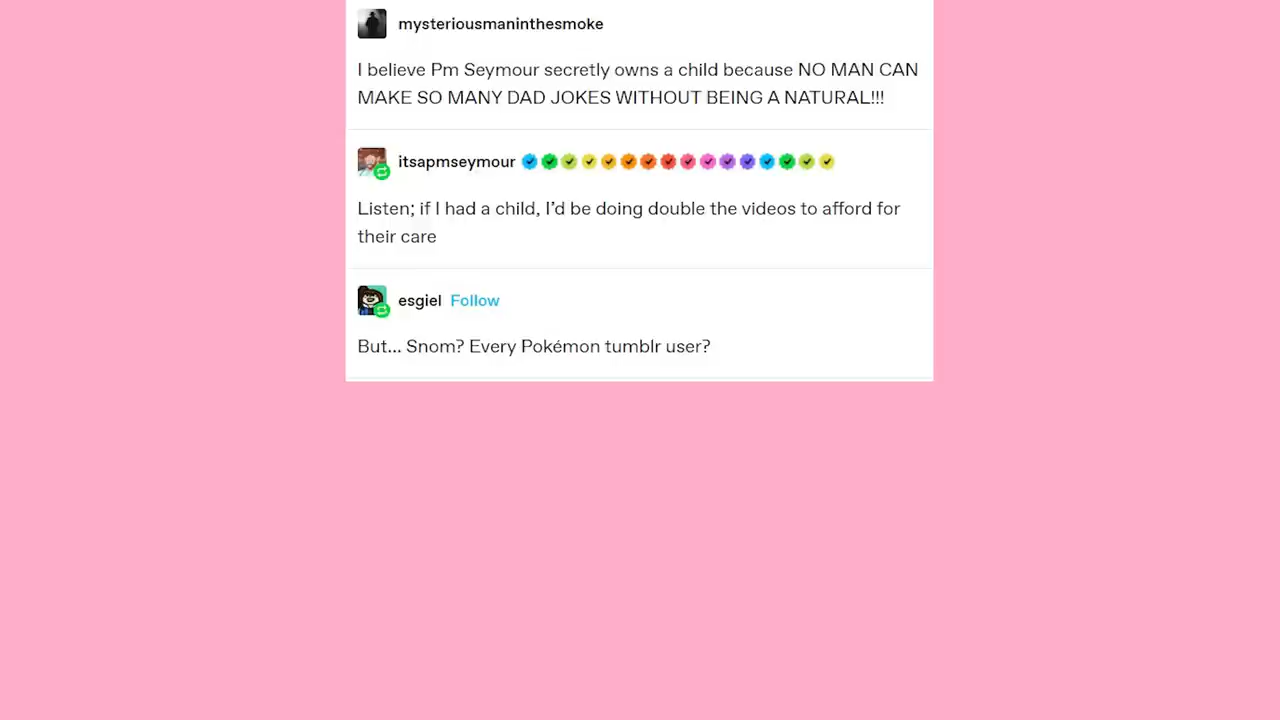 mysteriousmaninthesmoke
I believe Pm Seymour secretly owns a child because NO MAN CAN
MAKE SO MANY DAD JOKES WITHOUT BEING A NATURAL!!!
itsapmseymour
Listen; if I had a child, I'd be doing double the videos to afford for
their care
esgiel Follow
But... Snom? Every Pokémon tumblr user?